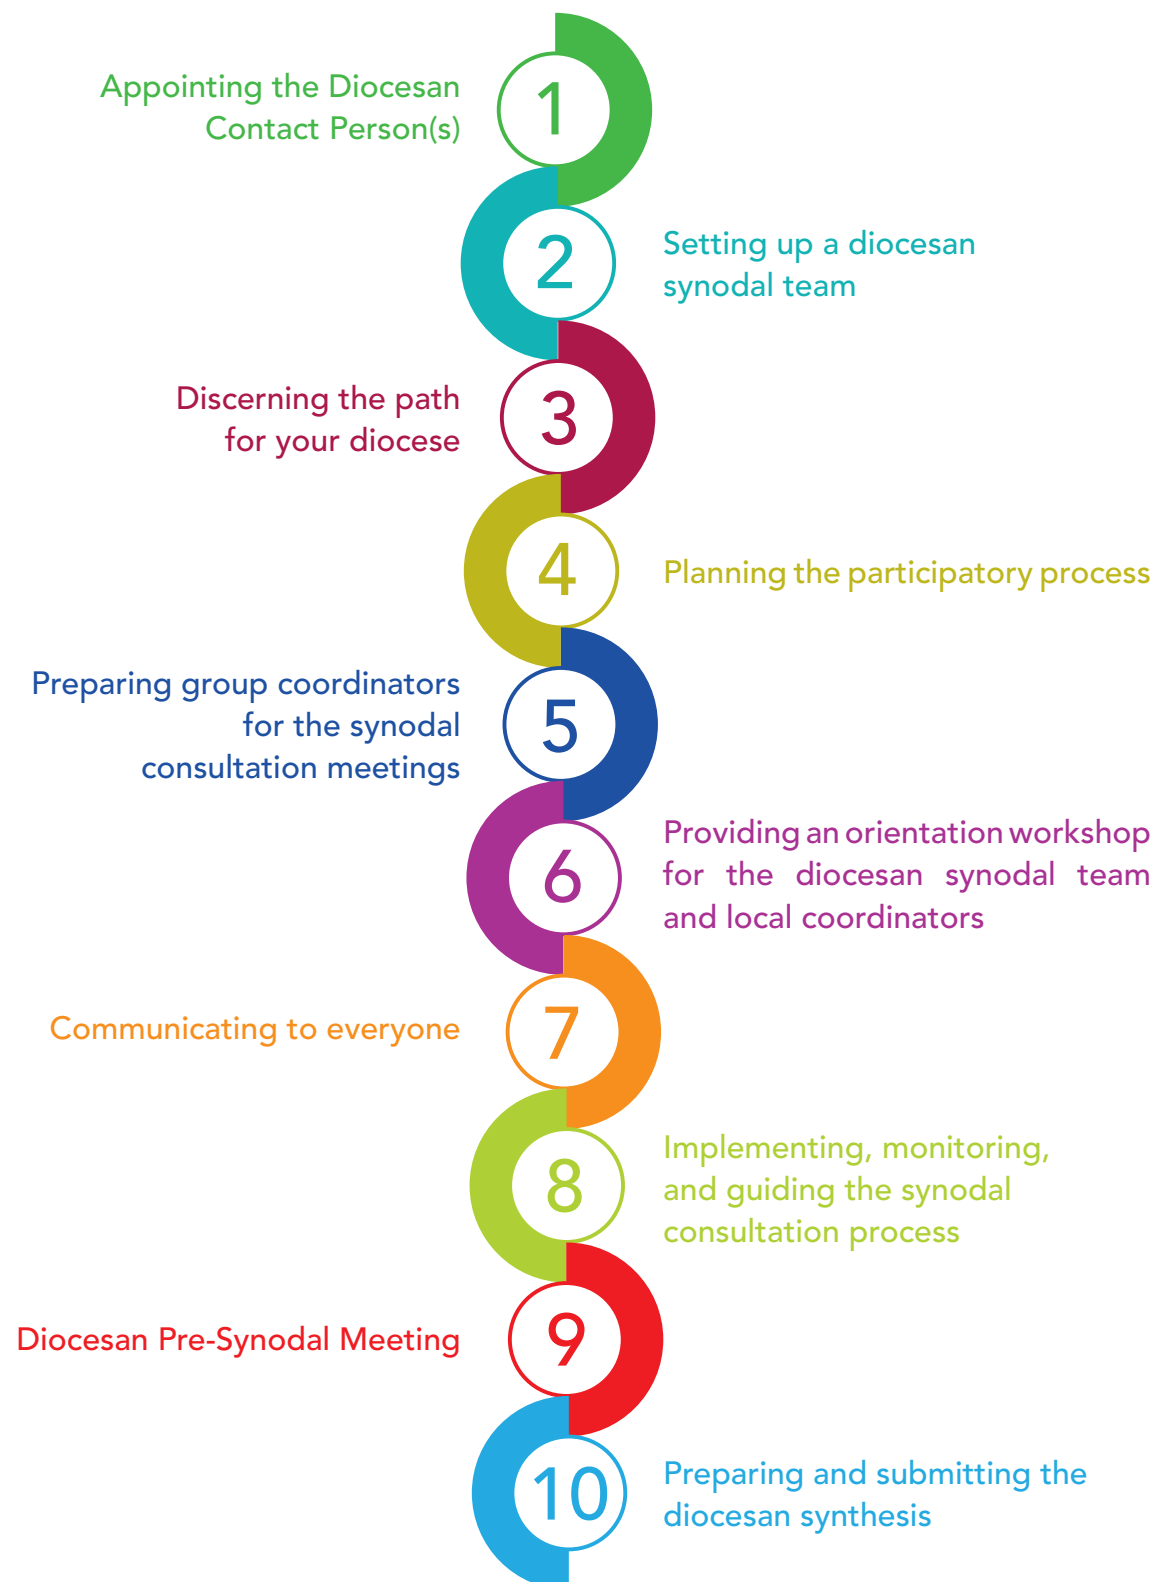 1
Appointing the Diocesan
Contact Person(s)
2
Setting up a diocesan
synodal team
3
Discerning the path
for your diocese
4
Planning the participatory process
5
Preparing group coordinators
for the synodal
consultation meetings
6
Providing an orientation workshop
for the diocesan synodal team
and local coordinators
7
Communicating to everyone
8
Implementing, monitoring,
and guiding the synodal
consultation process
9
Diocesan Pre-Synodal Meeting
10
Preparing and submitting the
diocesan synthesis